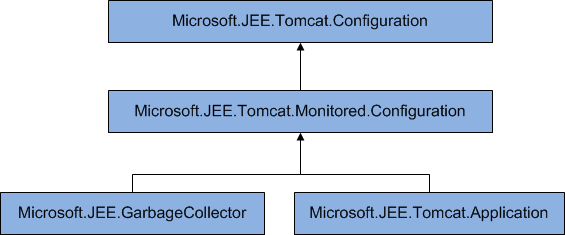 Microsoft.JEE.Tomcat.Configuration
Microsoft.JEE.Tomcat.Monitored.Configuration
Microsoft.JEE.GarbageCollector
Microsoft.JEE.Tomcat.Application